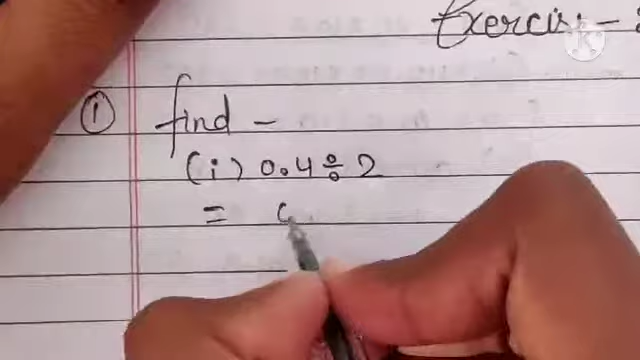 Exercise -
① find -
(i) 0.4 ÷ 2
=